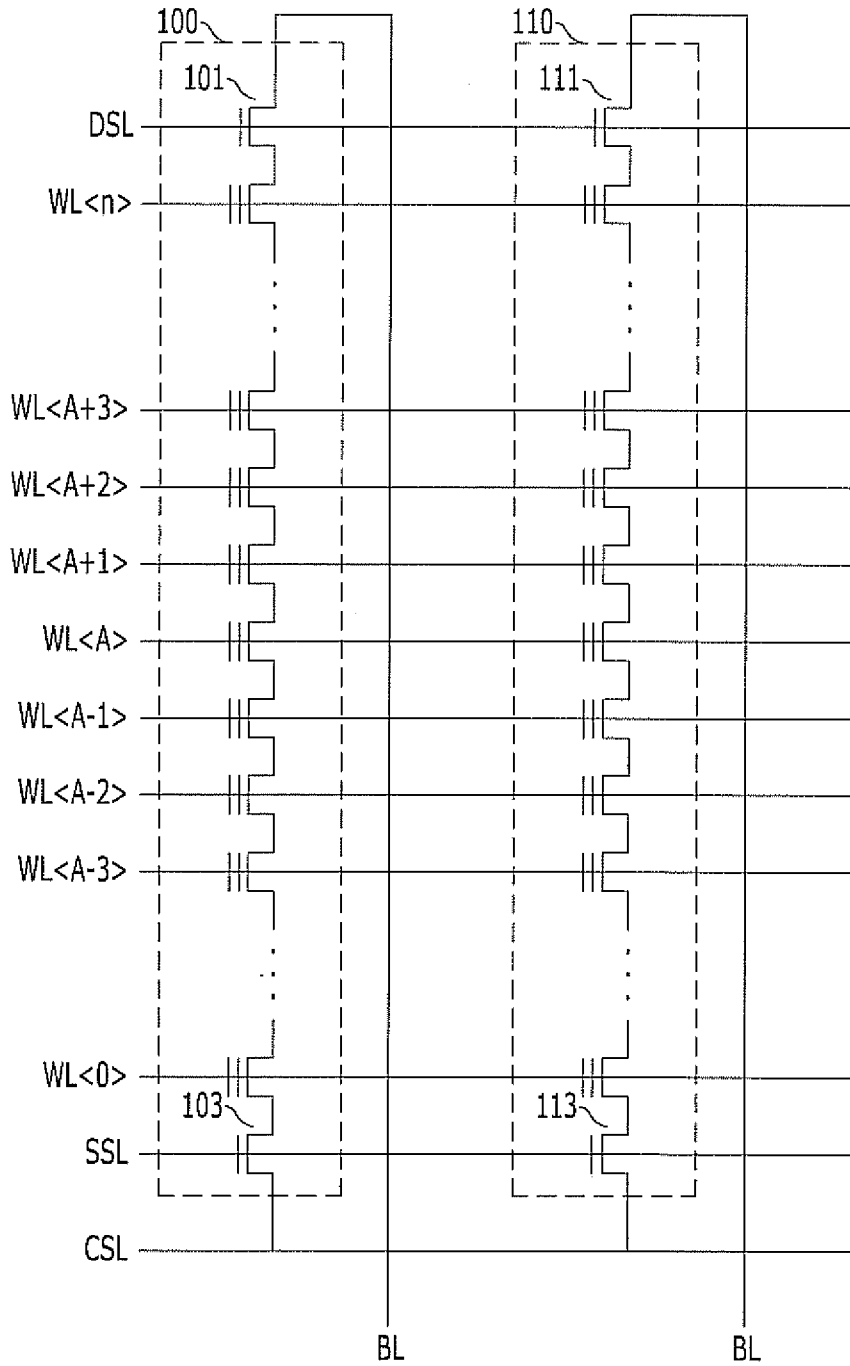 100
110
101
111
DSL
WL<n>
WL<A+3>
WL<A+2>
WL<A+1>
WL<A>
WL<A-1>
WL<A-2>
WL<A-3>
WL<0>
103
113
SSL
CSL
BL
BL